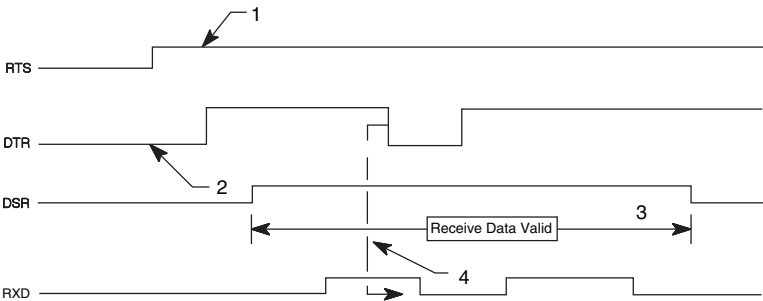 1
RTS
DTR
2
DSR
3
Receive Data Valid
4
RXD